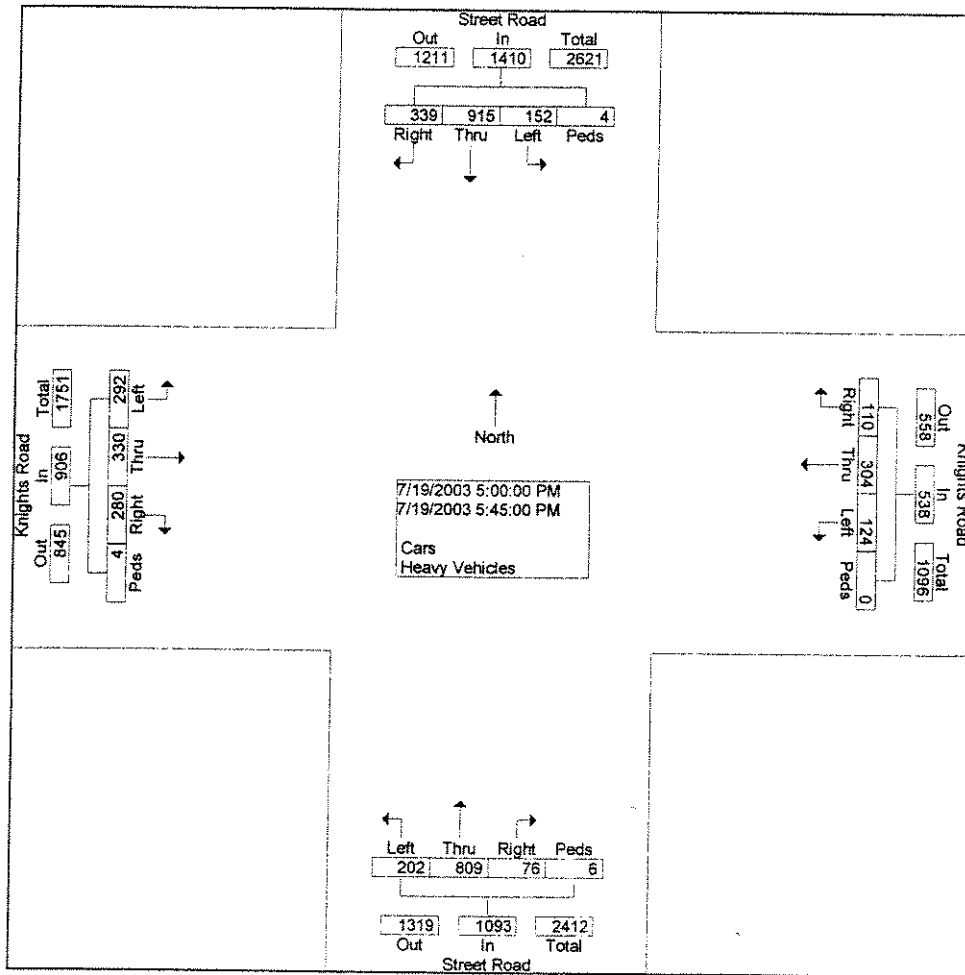 Street Road
Out In Total
1211 1410 2621
339 915 152 4
Right Thru Left Peds
Knights Road
Total In Out
1751 906 845
292 330 280 4
Left Thru Right Peds
North
7/19/2003 5:00:00 PM
7/19/2003 5:45:00 PM
Cars
Heavy Vehicles
110 304 124 0
Right Thru Left Peds
Out In Total
558 538 1096
Knights Road
Left Thru Right Peds
202 809 76 6
1319 1093 2412
Out In Total
Street Road